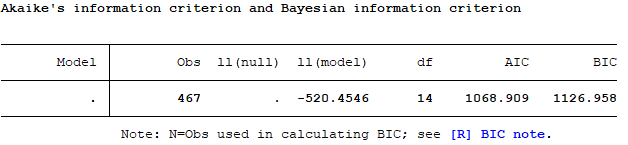 Akaike's information criterion and Bayesian information criterion
Model Obs ll(null) ll(model) df AIC BIC
. 467 . -520.4546 14 1068.909 1126.958
Note: N=Obs used in calculating BIC; see [R] BIC note.